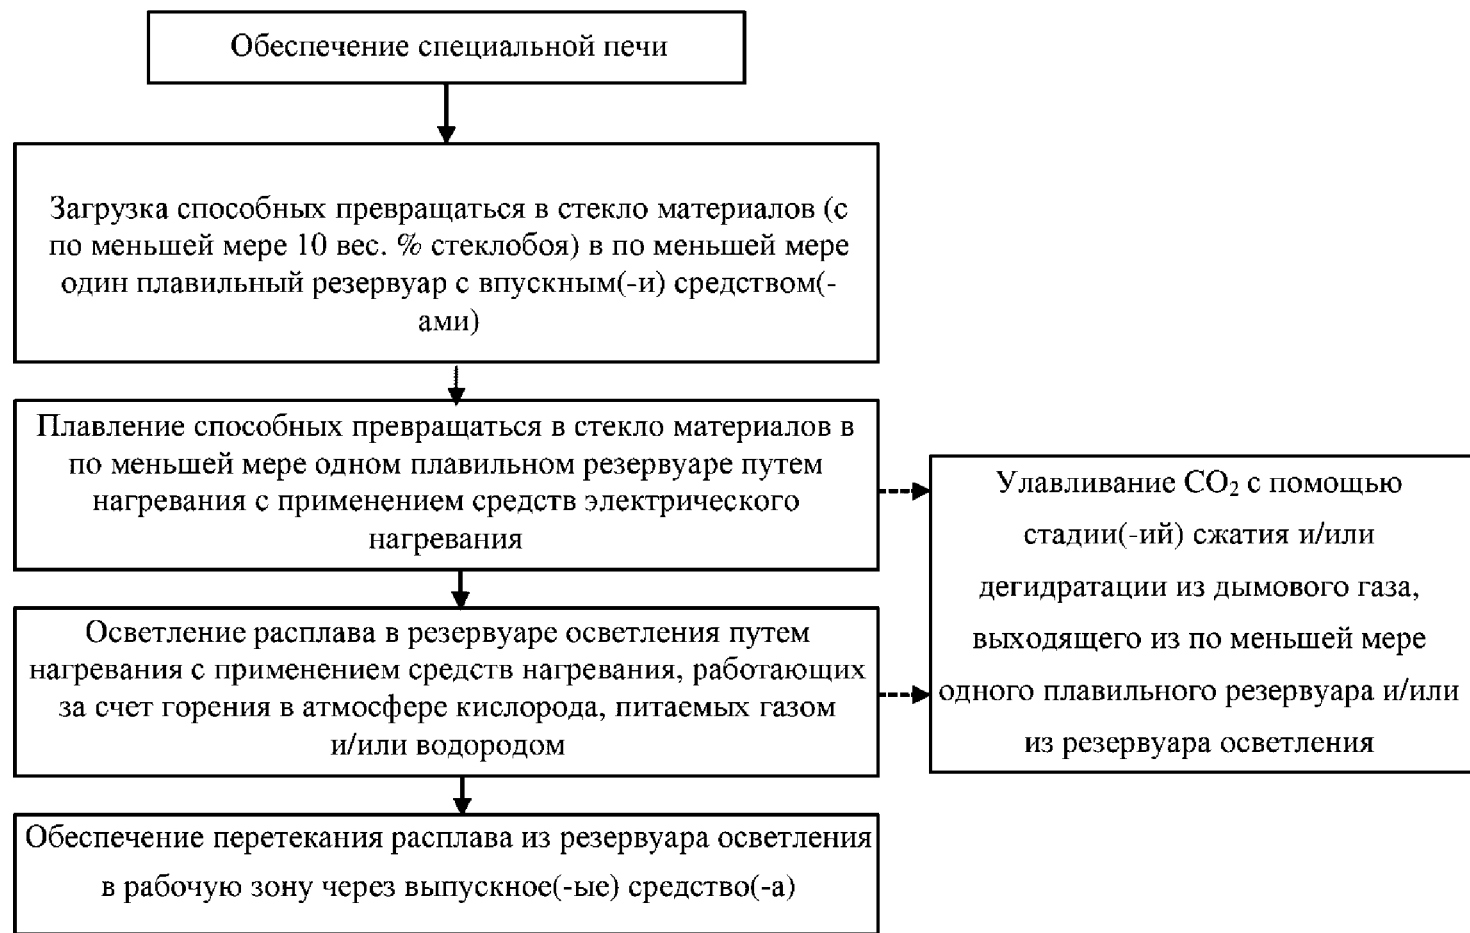 Обеспечение специальной печи
Загрузка способных превращаться в стекло материалов (с
по меньшей мере 10 вес. % стеклобоя) в по меньшей мере
один плавильный резервуар с впускным(-и) средством(-
ами)
Плавление способных превращаться в стекло материалов в
по меньшей мере одном плавильном резервуаре путем
нагревания с применением средств электрического
нагревания
Осветление расплава в резервуаре осветления путем
нагревания с применением средств нагревания, работающих
за счет горения в атмосфере кислорода, питаемых газом
и/или водородом
Обеспечение перетекания расплава из резервуара осветления
в рабочую зону через выпускное(-ые) средство(-а)
Улавливание CO₂ с помощью
стадии(-ий) сжатия и/или
дегидратации из дымового газа,
выходящего из по меньшей мере
одного плавильного резервуара и/или
из резервуара осветления